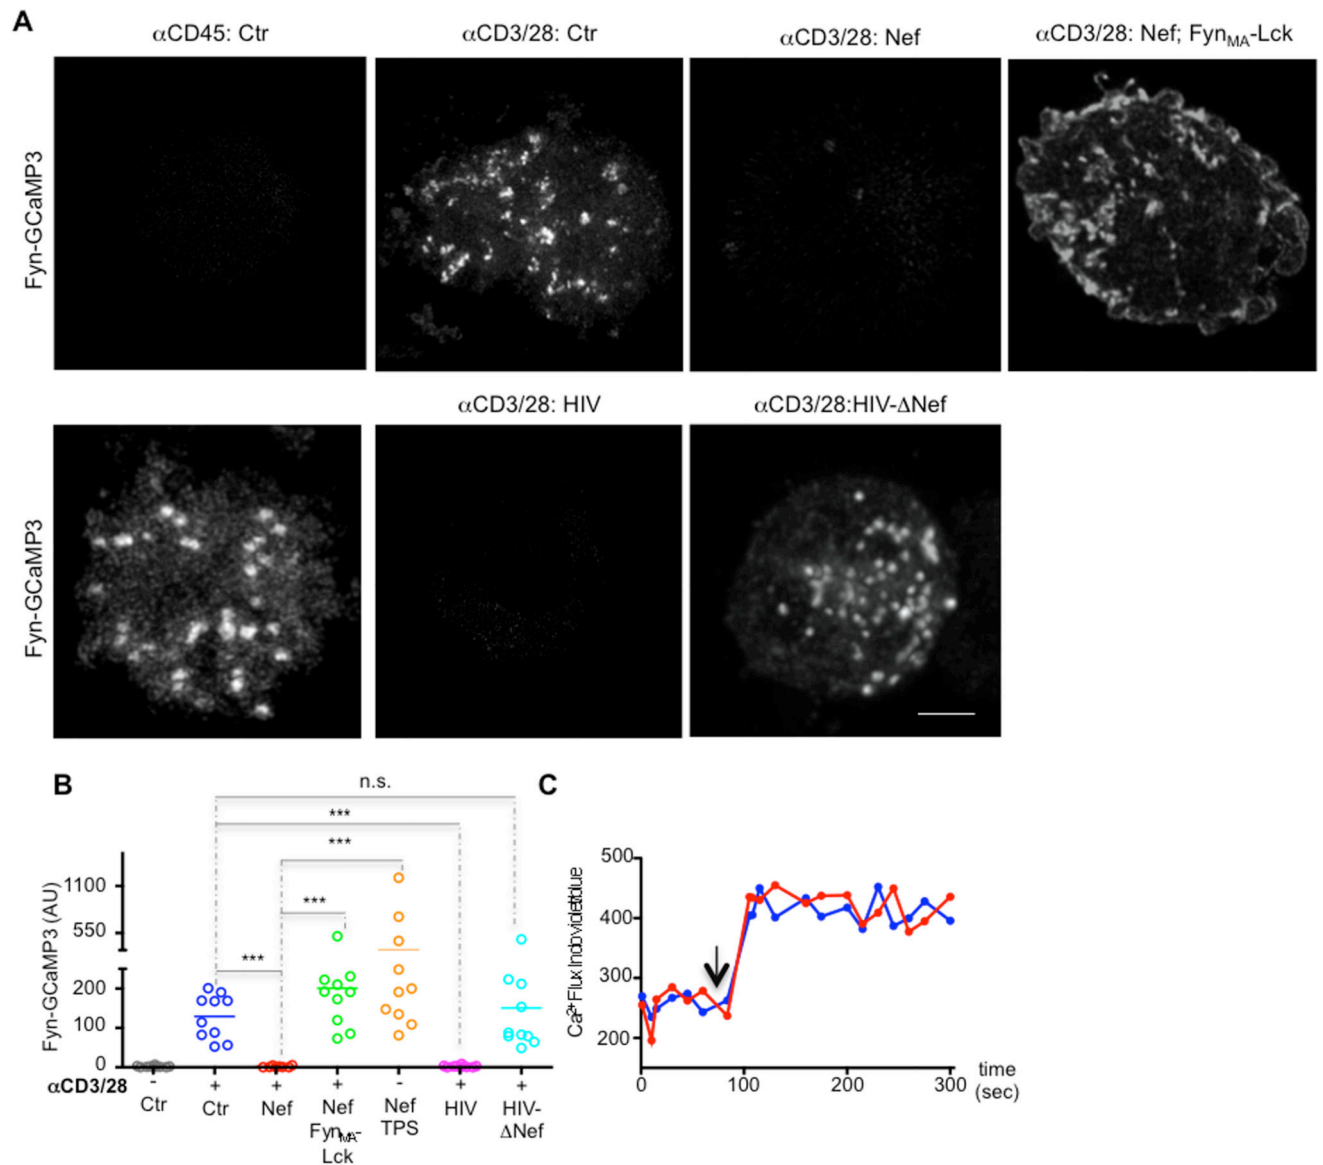 A
αCD45: Ctr
αCD3/28: Ctr
αCD3/28: Nef
αCD3/28: Nef; FynMA-Lck
Fyn-GCaMP3
αCD3/28: HIV
αCD3/28:HIV-ΔNef
Fyn-GCaMP3
B
n.s.
***
***
***
***
Fyn-GCaMP3 (AU)
1100
550
200
100
0
αCD3/28
- + + + - + +
Ctr Ctr Nef Nef Nef HIV HIV-
FynMA- TPS ΔNef
Lck
C
Ca2+Flux
500
400
300
200
0 100 200 300
time
(sec)